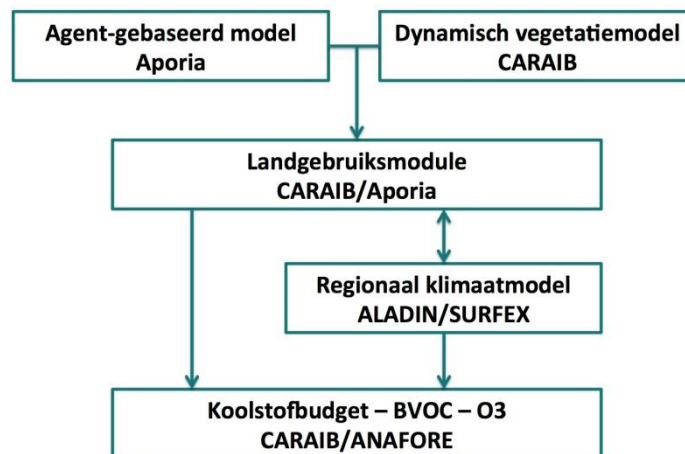 Agent-gebaseerd model
Aporia
Dynamisch vegetatiemodel
CARAIB
Landgebruiksmodule
CARAIB/Aporia
Regionaal klimaatmodel
ALADIN/SURFEX
Koolstofbudget – BVOC – O3
CARAIB/ANAFORE